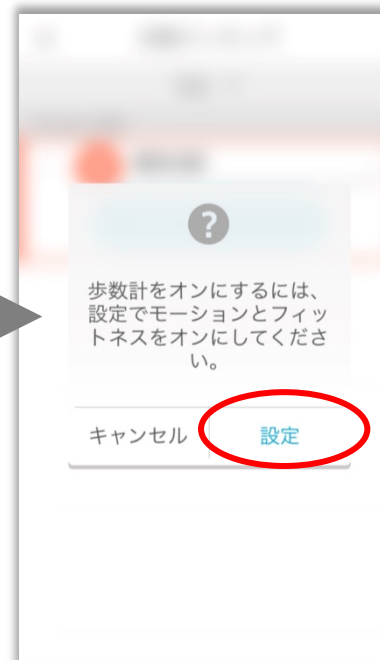 ?
歩数計をオンにするには、
設定でモーションとフィッ
トネスをオンにしてくださ
い。
キャンセル 設定